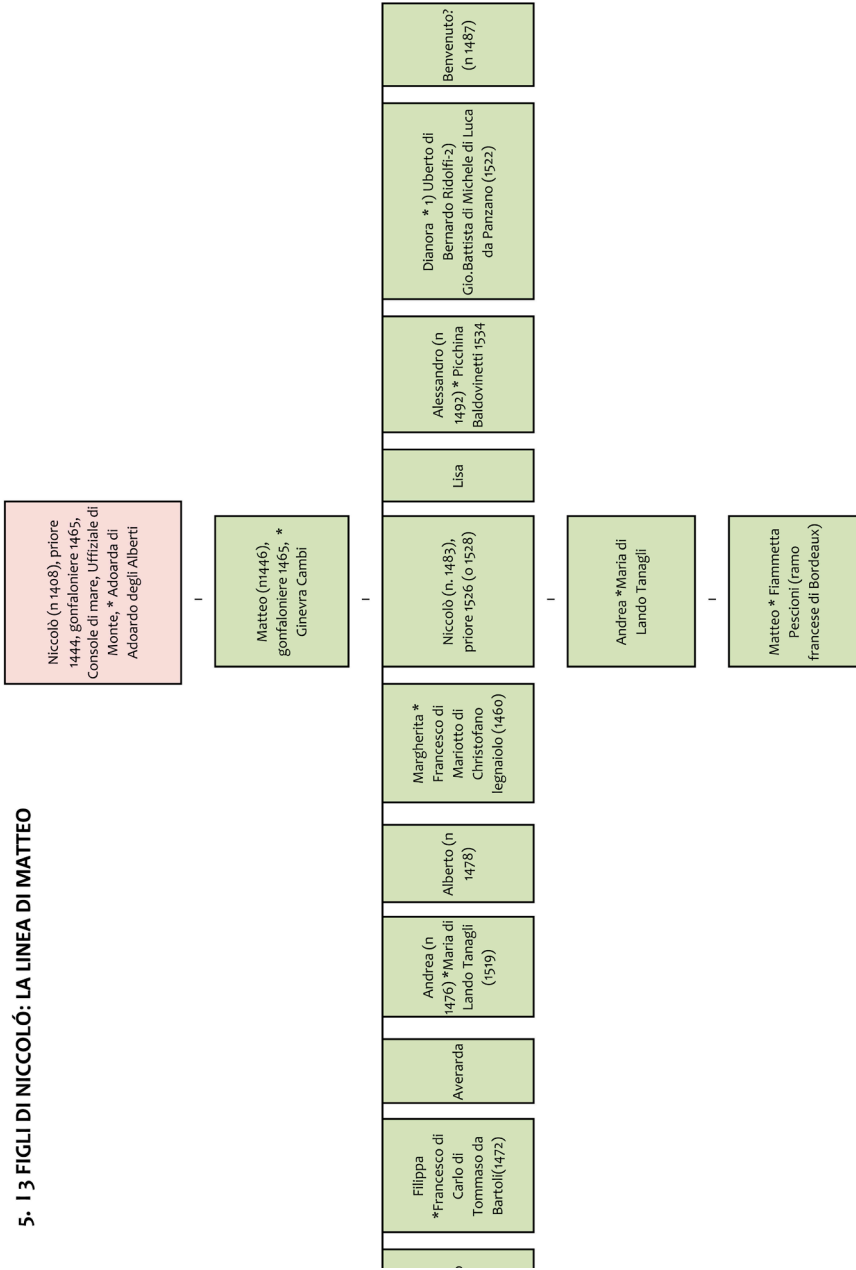 5. I 3 FIGLI DI NICCOLÓ: LA LINEA DI MATTEO
Niccolò (n 1408), priore
1444, gonfaloniere 1465,
Console di mare, Uffiziale di
Monte, * Adoarda di
Adoardo degli Alberti
Matteo (n1446),
gonfaloniere 1465, *
Ginevra Cambi
Filippa
*Francesco di
Carlo di
Tommaso da
Bartoli(1472)
Averarda
Andrea (n
1476) *Maria di
Lando Tanagli
(1519)
Alberto (n
1478)
Margherita *
Francesco di
Mariotto di
Christofano
legnaiolo (1460)
Niccolò (n. 1483),
priore 1526 (o 1528)
Lisa
Alessandro (n
1492) * Picchina
Baldovinetti 1534
Dianora * 1) Uberto di
Bernardo Ridolfi-2)
Gio.Battista di Michele di Luca
da Panzano (1522)
Benvenuto?
(n 1487)
Andrea *Maria di
Lando Tanagli
Matteo * Fiammetta
Pescioni (ramo
francese di Bordeaux)